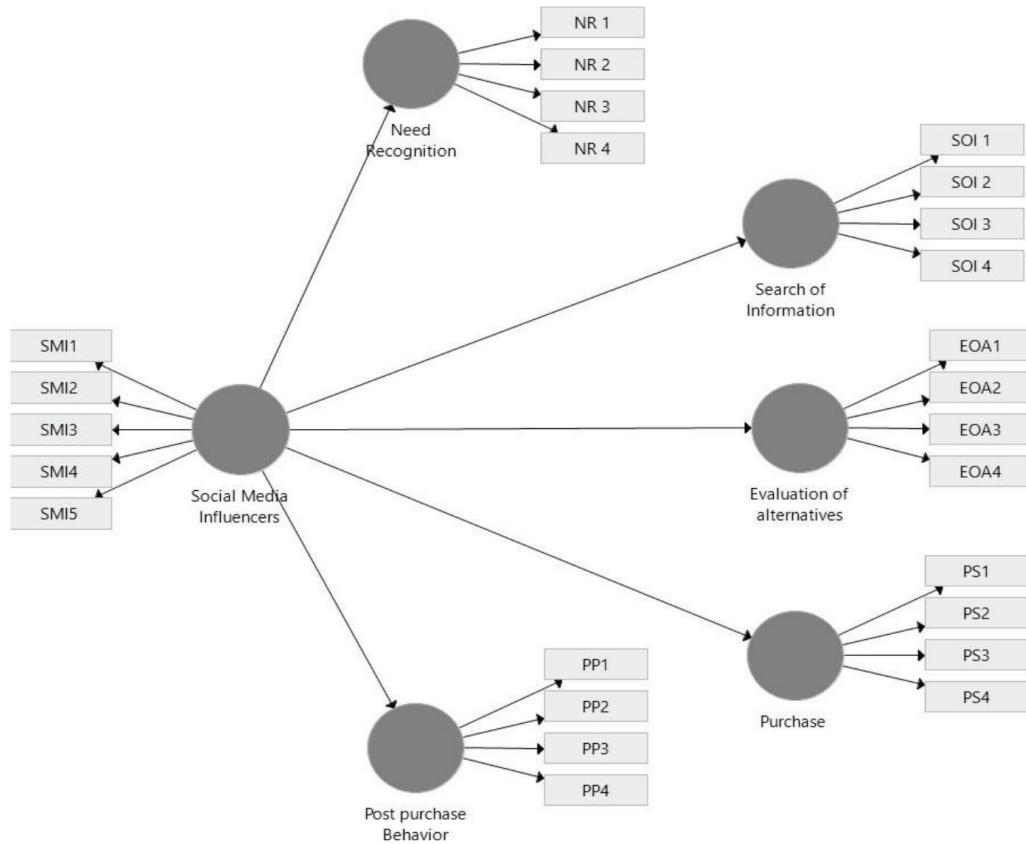 NR 1
NR 2
NR 3
NR 4
Need
Recognition
SOI 1
SOI 2
SOI 3
SOI 4
Search of
Information
SMI1
SMI2
SMI3
SMI4
SMI5
Social Media
Influencers
EOA1
EOA2
EOA3
EOA4
Evaluation of
alternatives
PS1
PS2
PS3
PS4
Purchase
PP1
PP2
PP3
PP4
Post purchase
Behavior